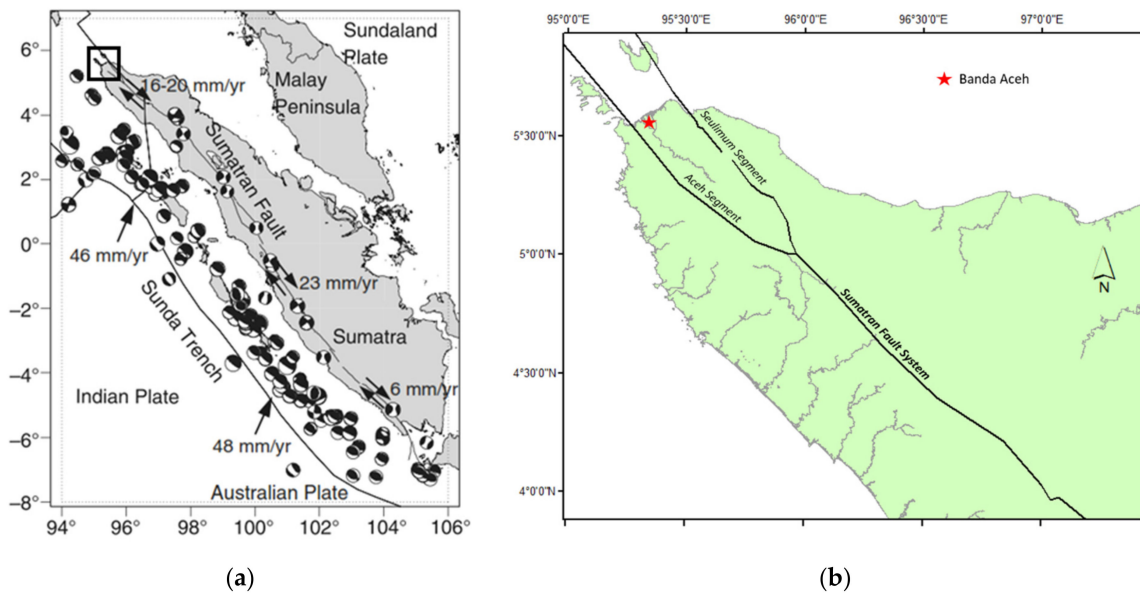 6°
4°
2°
0°
−2°
−4°
−6°
−8°
94°
96°
98°
100°
102°
104°
106°
Sundaland
Plate
Malay
Peninsula
16-20 mm/yr
Sumatran Fault
46 mm/yr
23 mm/yr
Sunda Trench
Sumatra
6 mm/yr
Indian Plate
48 mm/yr
Australian Plate
(a)
95°0'0"E
95°30'0"E
96°0'0"E
96°30'0"E
97°0'0"E
5°30'0"N
5°0'0"N
4°30'0"N
4°0'0"N
Banda Aceh
Seulimum Segment
Aceh Segment
Sumatran Fault System
N
(b)